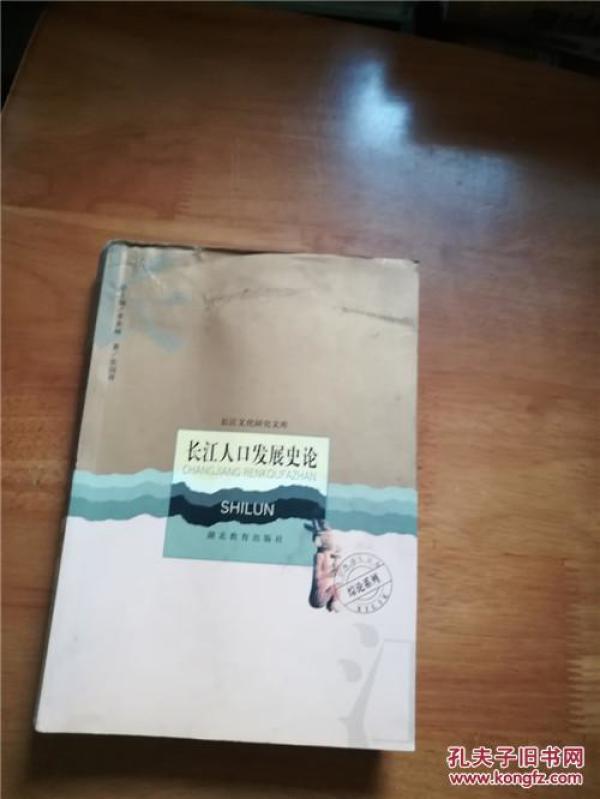 长江文化研究文库
长江人口发展史论
CHANGJIANG RENKOUFAZHAN
SHILUN
湖北教育出版社
综论系列
孔夫子旧书网
www.kongfz.com